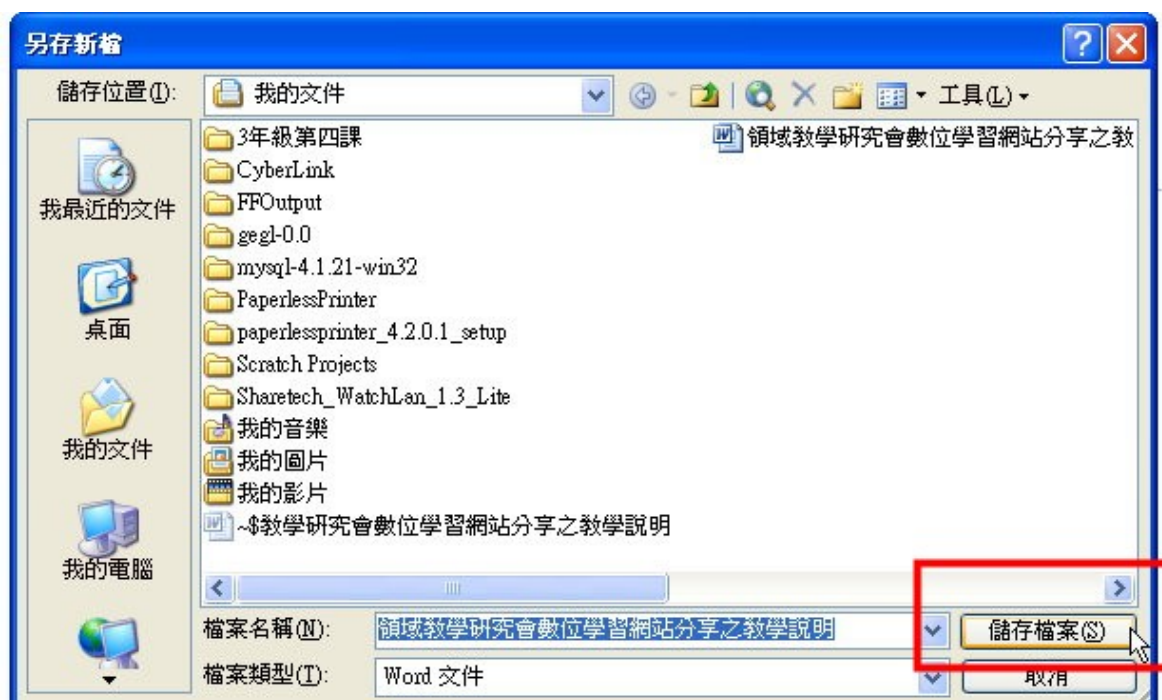 另存新檔
儲存位置(I):
我的文件
工具(L)
我最近的文件
桌面
我的文件
我的電腦
3年級第四課
CyberLink
FFOutput
gegl-0.0
mysql-4.1.21-win32
PaperlessPrinter
paperlessprinter_4.2.0.1_setup
Scratch Projects
Sharetech_WatchLan_1.3_Lite
我的音樂
我的圖片
我的影片
~$教學研究會數位學習網站分享之教學說明
領域教學研究會數位學習網站分享之教
檔案名稱(N):
領域教學研究會數位學習網站分享之教學說明
儲存檔案(S)
檔案類型(T):
Word 文件
取消